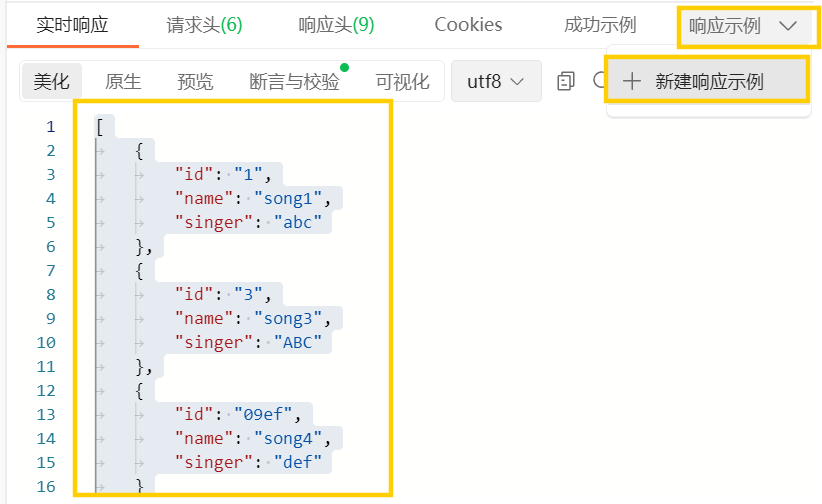 实时响应 请求头(6) 响应头(9) Cookies 成功示例 响应示例
美化 原生 预览 断言与校验 可视化 utf8 新建响应示例
1 [
2 {
3 "id": "1",
4 "name": "song1",
5 "singer": "abc"
6 },
7 {
8 "id": "3",
9 "name": "song3",
10 "singer": "ABC"
11 },
12 {
13 "id": "09ef",
14 "name": "song4",
15 "singer": "def"
16 }